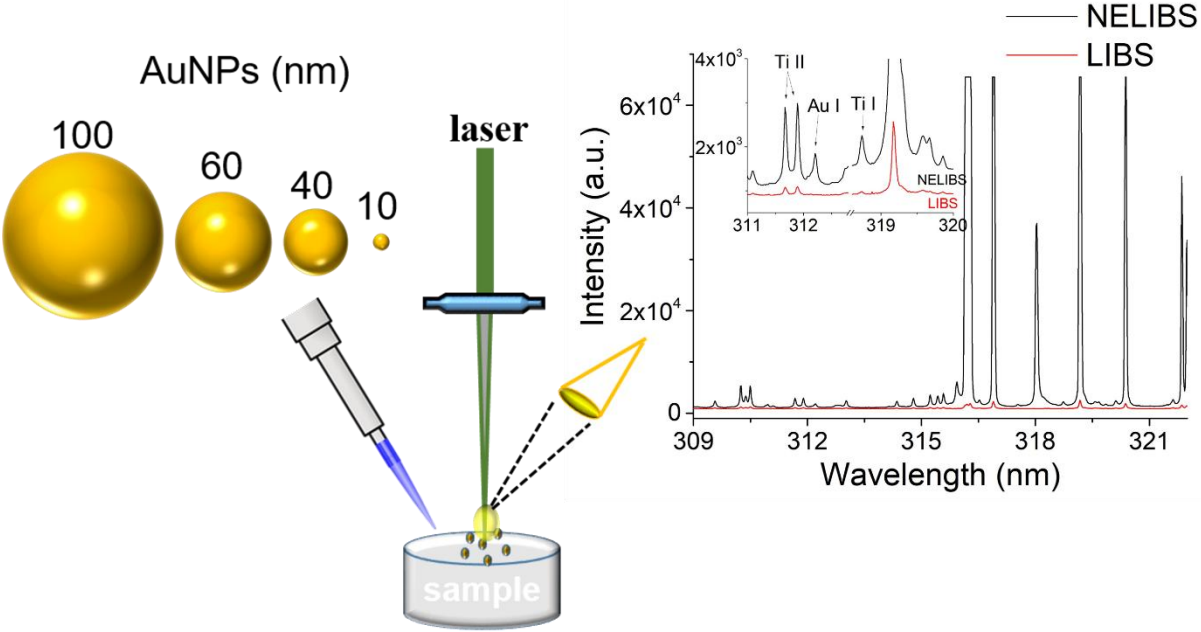 AuNPs (nm)
100
60
40
10
laser
sample
NELIBS
LIBS
Intensity (a.u.)
6x10⁴
4x10⁴
2x10⁴
0
309
312
315
318
321
Wavelength (nm)
4x10³
2x10³
Ti II
Au I
Ti I
NELIBS
LIBS
311
312
319
320